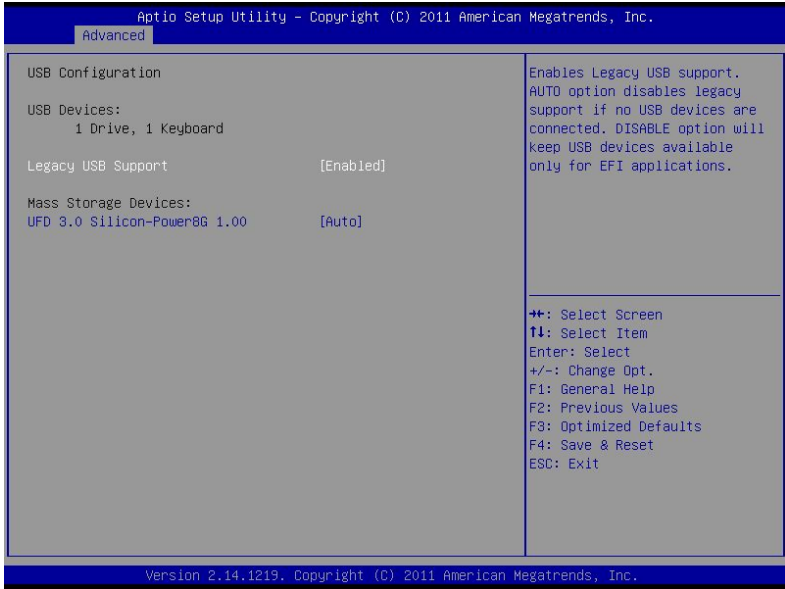 Aptio Setup Utility – Copyright (C) 2011 American Megatrends, Inc.
Advanced
USB Configuration
USB Devices:
1 Drive, 1 Keyboard
Legacy USB Support [Enabled]
Mass Storage Devices:
UFD 3.0 Silicon-Power8G 1.00 [Auto]
Enables Legacy USB support.
AUTO option disables legacy
support if no USB devices are
connected. DISABLE option will
keep USB devices available
only for EFI applications.
→←: Select Screen
↑↓: Select Item
Enter: Select
+/-: Change Opt.
F1: General Help
F2: Previous Values
F3: Optimized Defaults
F4: Save & Reset
ESC: Exit
Version 2.14.1219. Copyright (C) 2011 American Megatrends, Inc.